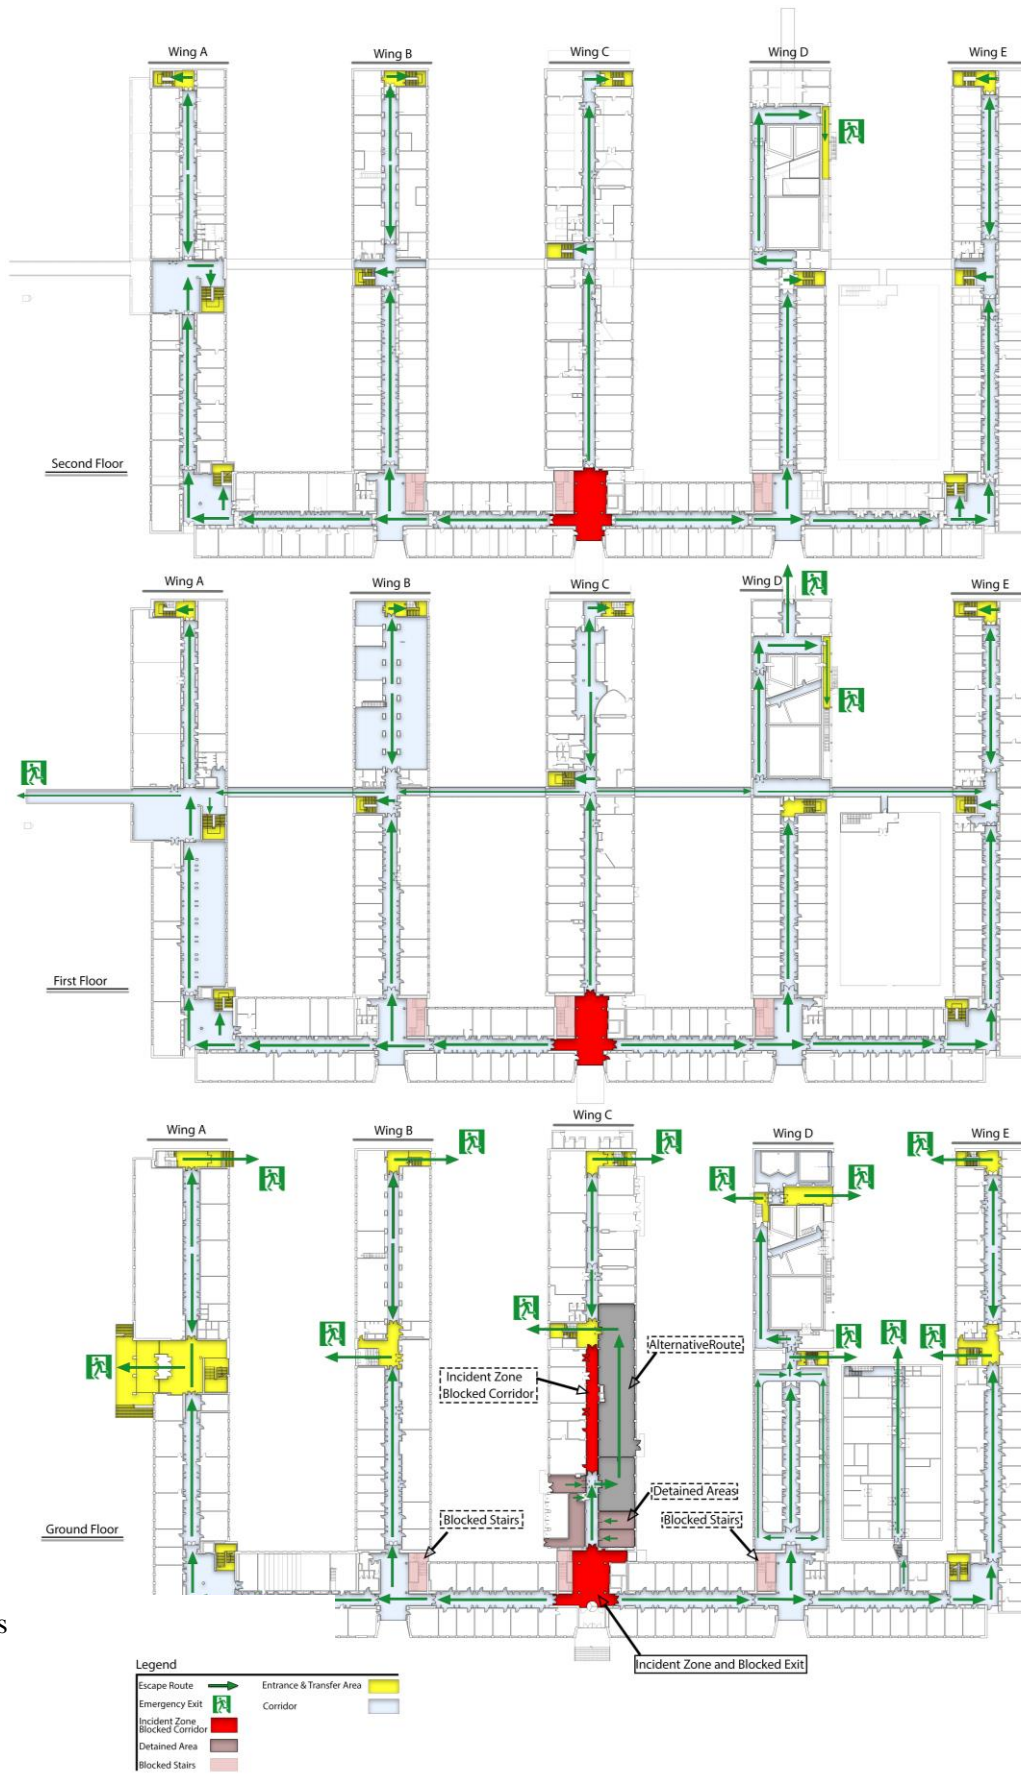 Wing A
Wing B
Wing C
Wing D
Wing E
Second Floor
Wing A
Wing B
Wing C
Wing D
Wing E
First Floor
Wing A
Wing B
Wing C
Wing D
Wing E
AlternativeRoute
Incident Zone
Blocked Corridor
Detained Areas
Blocked Stairs
Blocked Stairs
Ground Floor
s
Incident Zone and Blocked Exit
Legend
Escape Route
Entrance & Transfer Area
Emergency Exit
Corridor
Incident Zone
Blocked Corridor
Detained Area
Blocked Stairs